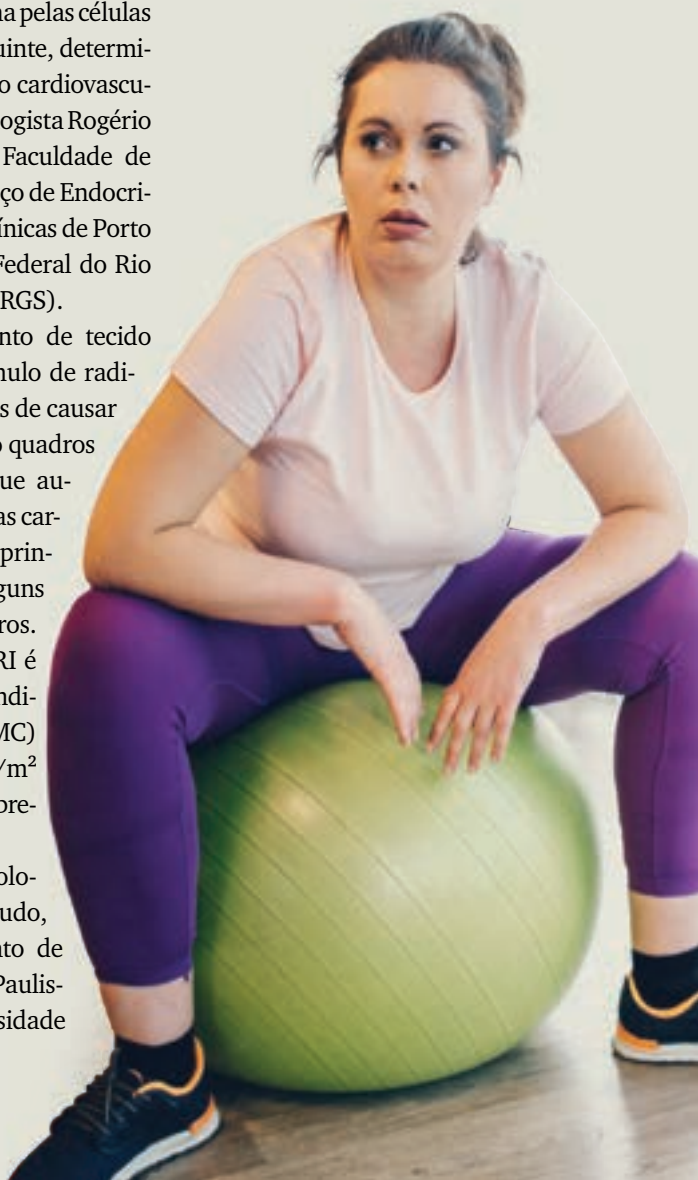 na pelas células
uinte, determi-
o cardiovascu-
ogista Rogério
Faculdade de
ço de Endocri-
ínicas de Porto
Federal do Rio
RGS).
nto de tecido
nulo de radi-
s de causar
o quadros
ue au-
as car-
prin-
guns
ros.
RI é
ndi-
MC)
/m²
bre-
olo-
udo,
nto de
Paulis-
sidade